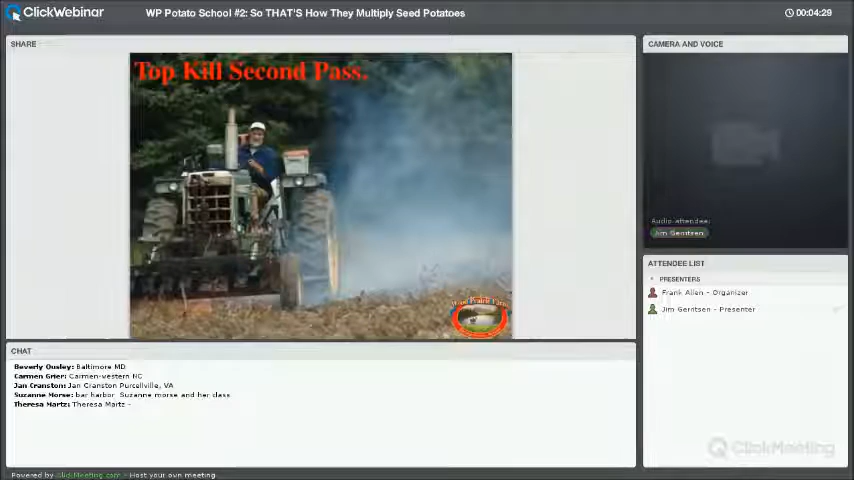 ClickWebinar
WP Potato School #2: So THAT'S How They Multiply Seed Potatoes
00:04:29
SHARE
Top Kill Second Pass.
Wood Prairie Farm
CHAT
Beverly Ousley: Baltimore MD
Carmen Grier: Carmen-western NC
Jan Cranston: Jan Cranston Purcellville, VA
Suzanne Morse: bar harbor Suzanne morse and her class
Theresa Martz: Theresa Martz -
CAMERA AND VOICE
Audio attendee:
Jim Gerritsen
ATTENDEE LIST
PRESENTERS
Frank Allen - Organizer
Jim Gerritsen - Presenter
ClickMeeting
Powered by ClickMeeting.com - Host your own meeting